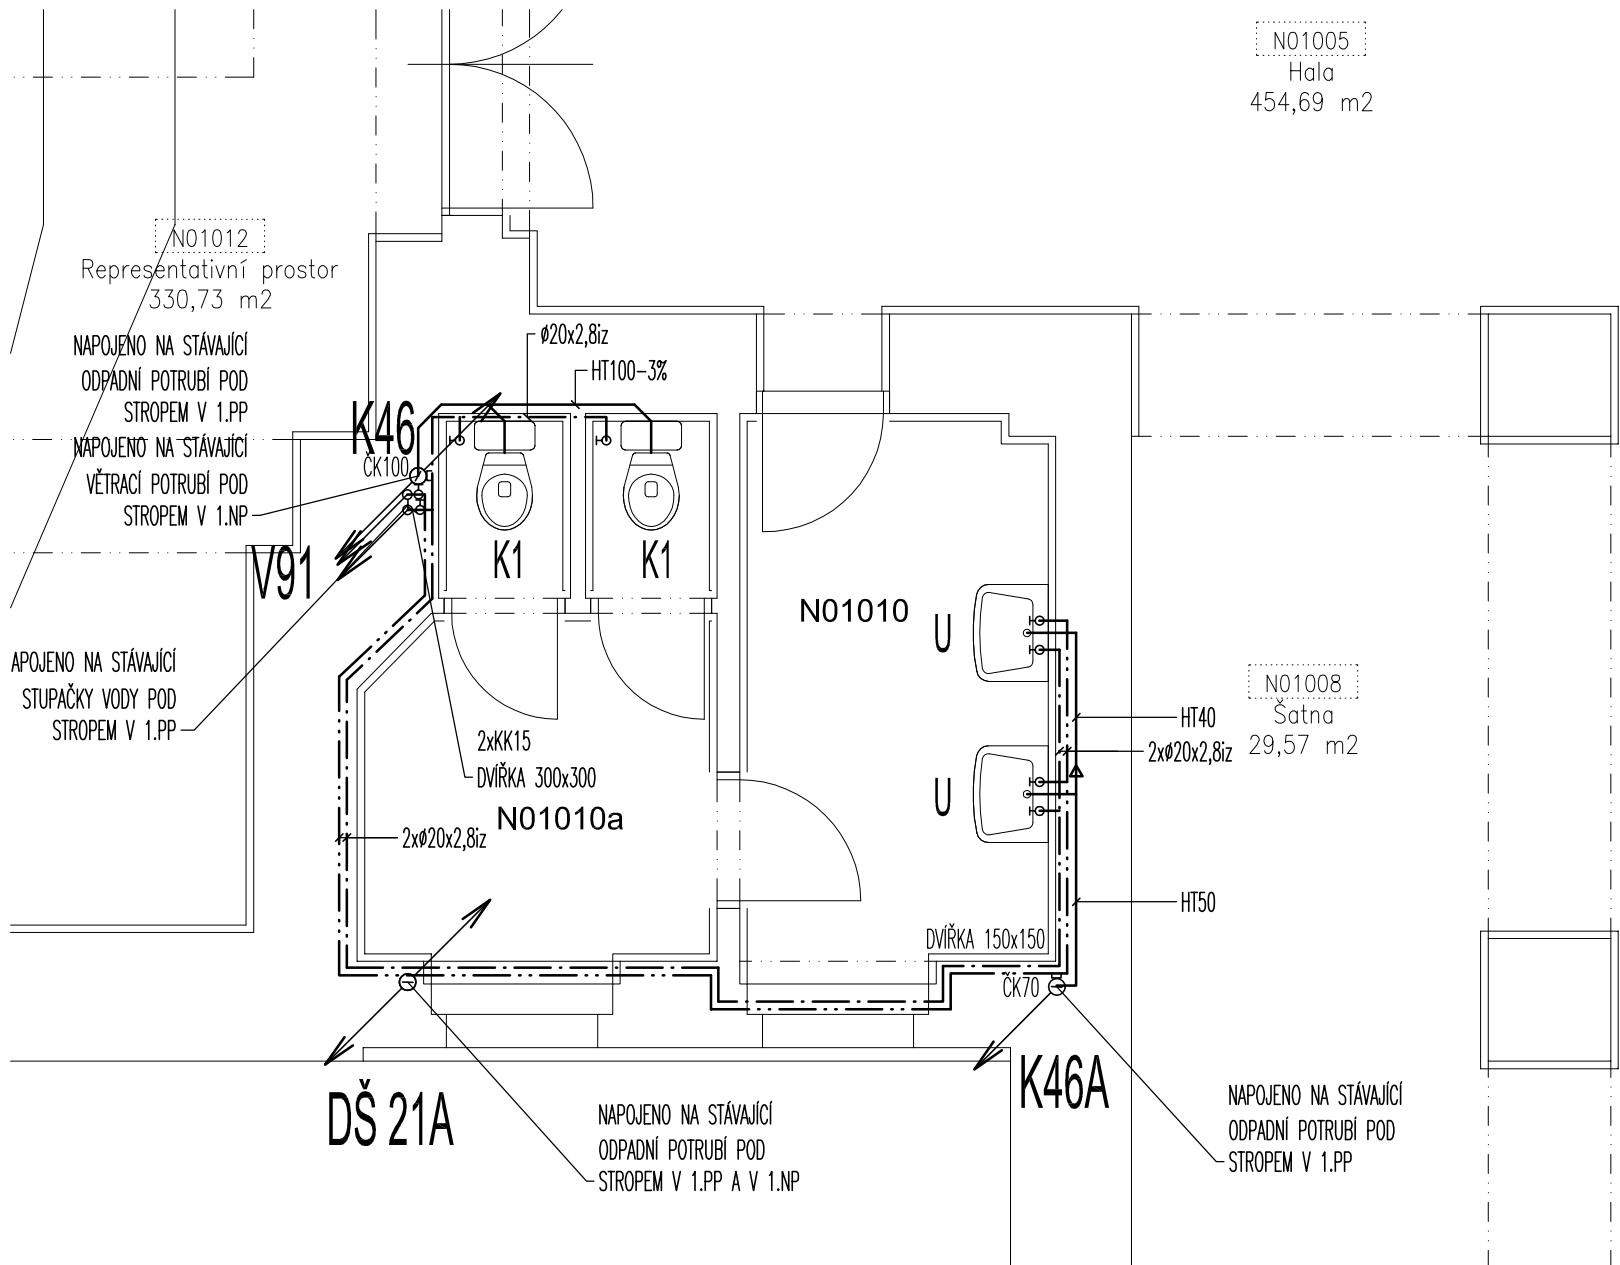 N01005
Hala
454,69 m2
N01012
Representativní prostor
330,73 m2
NAPOJENO NA STÁVAJÍCÍ
ODPADNÍ POTRUBÍ POD
STROPEM V 1.PP
NAPOJENO NA STÁVAJÍCÍ
VĚTRACÍ POTRUBÍ POD
STROPEM V 1.NP
ø20x2,8iz
HT100-3%
K46
ČK100
V91
K1
K1
N01010
U
APOJENO NA STÁVAJÍCÍ
STUPAČKY VODY POD
STROPEM V 1.PP
N01008
Šatna
29,57 m2
HT40
2xø20x2,8iz
2xKK15
DVÍŘKA 300x300
U
N01010a
2xø20x2,8iz
HT50
DVÍŘKA 150x150
ČK70
K46A
DŠ 21A
NAPOJENO NA STÁVAJÍCÍ
ODPADNÍ POTRUBÍ POD
STROPEM V 1.PP A V 1.NP
NAPOJENO NA STÁVAJÍCÍ
ODPADNÍ POTRUBÍ POD
STROPEM V 1.PP